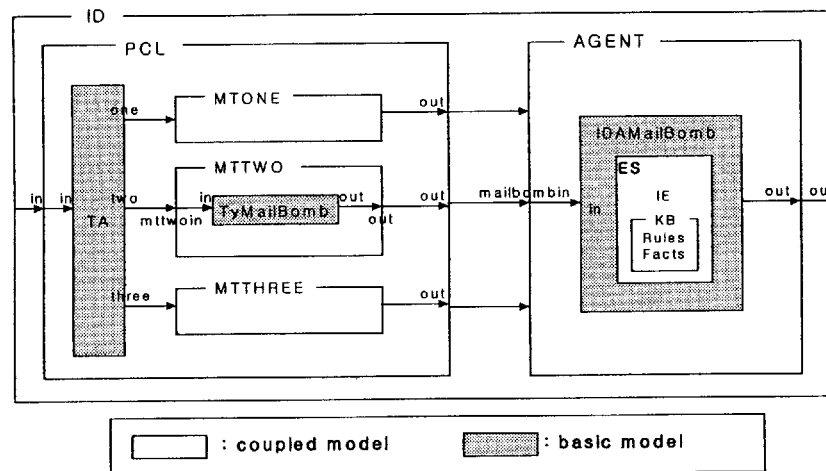 ID
PCL
AGENT
one
MTONE
out
IDAMailBomb
MTTWO
ES
in
in
two
in
out
out
mailbombin
IE
out
out
TA
mttwoin
TyMailBomb
out
in
KB
Rules
Facts
three
MTTHREE
out
: coupled model
: basic model